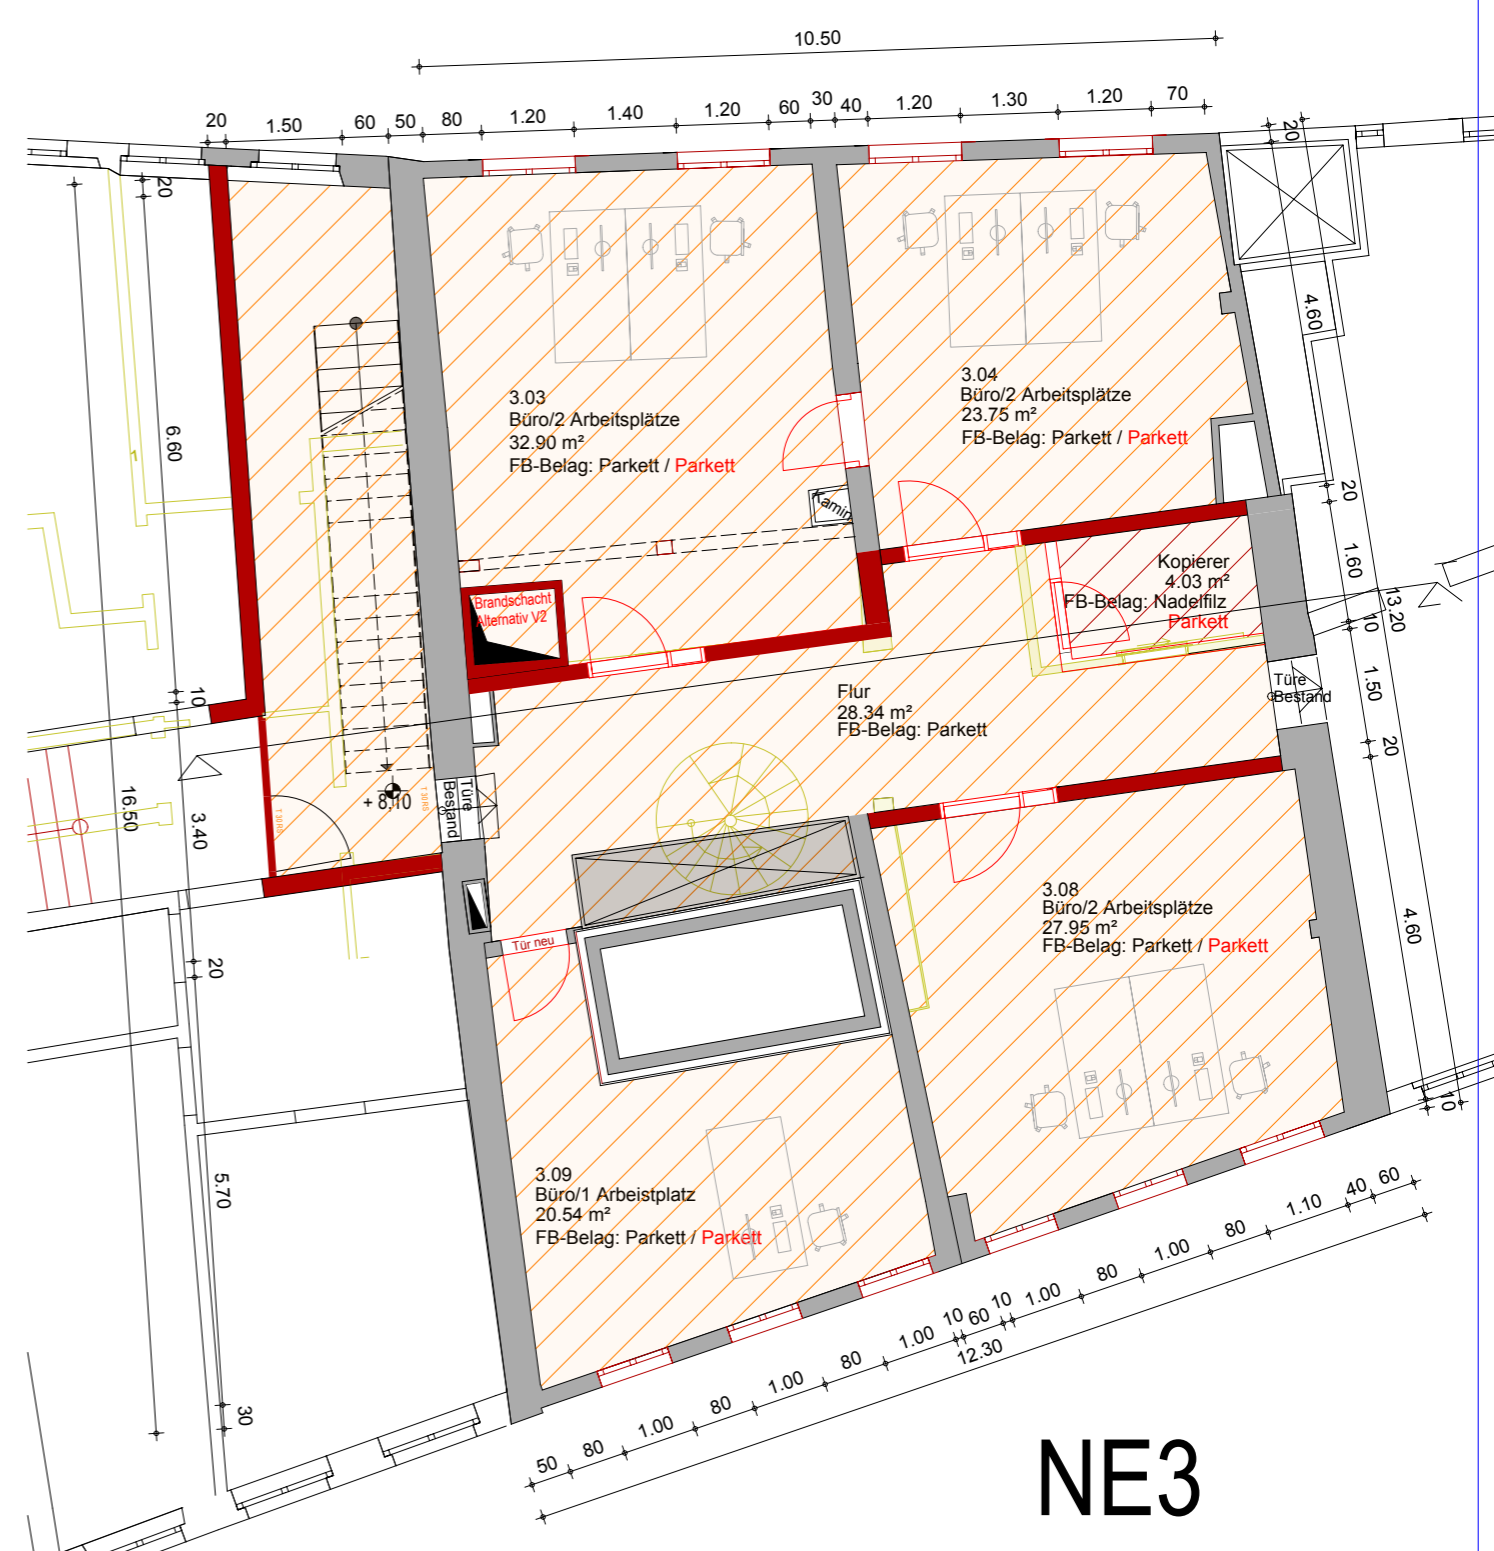 10.50
20
1.50
60
50
80
1.20
1.40
1.20
60
30
40
1.20
1.30
1.20
70
20
20
4.60
6.60
3.03
Büro/2 Arbeitsplätze
32.90 m²
FB-Belag: Parkett / Parkett
3.04
Büro/2 Arbeitsplätze
23.75 m²
FB-Belag: Parkett / Parkett
1
Kamin
20
1.60
Brandschacht
Alternativ V2
Kopierer
4.03 m²
FB-Belag: Nadelfilz
Parkett
13.20
10
10
Flur
28.34 m²
FB-Belag: Parkett
Türe
Bestand
1.50
20
16.50
3.40
+ 8,10
T 30RS
T 30RS
Türe
Bestand
3.08
Büro/2 Arbeitsplätze
27.95 m²
FB-Belag: Parkett / Parkett
4.60
Tür neu
20
10
5.70
3.09
Büro/1 Arbeistplatz
20.54 m²
FB-Belag: Parkett / Parkett
30
50
80
1.00
80
1.00
80
1.00
10
60
10
1.00
80
1.00
80
1.10
40
60
12.30
NE3